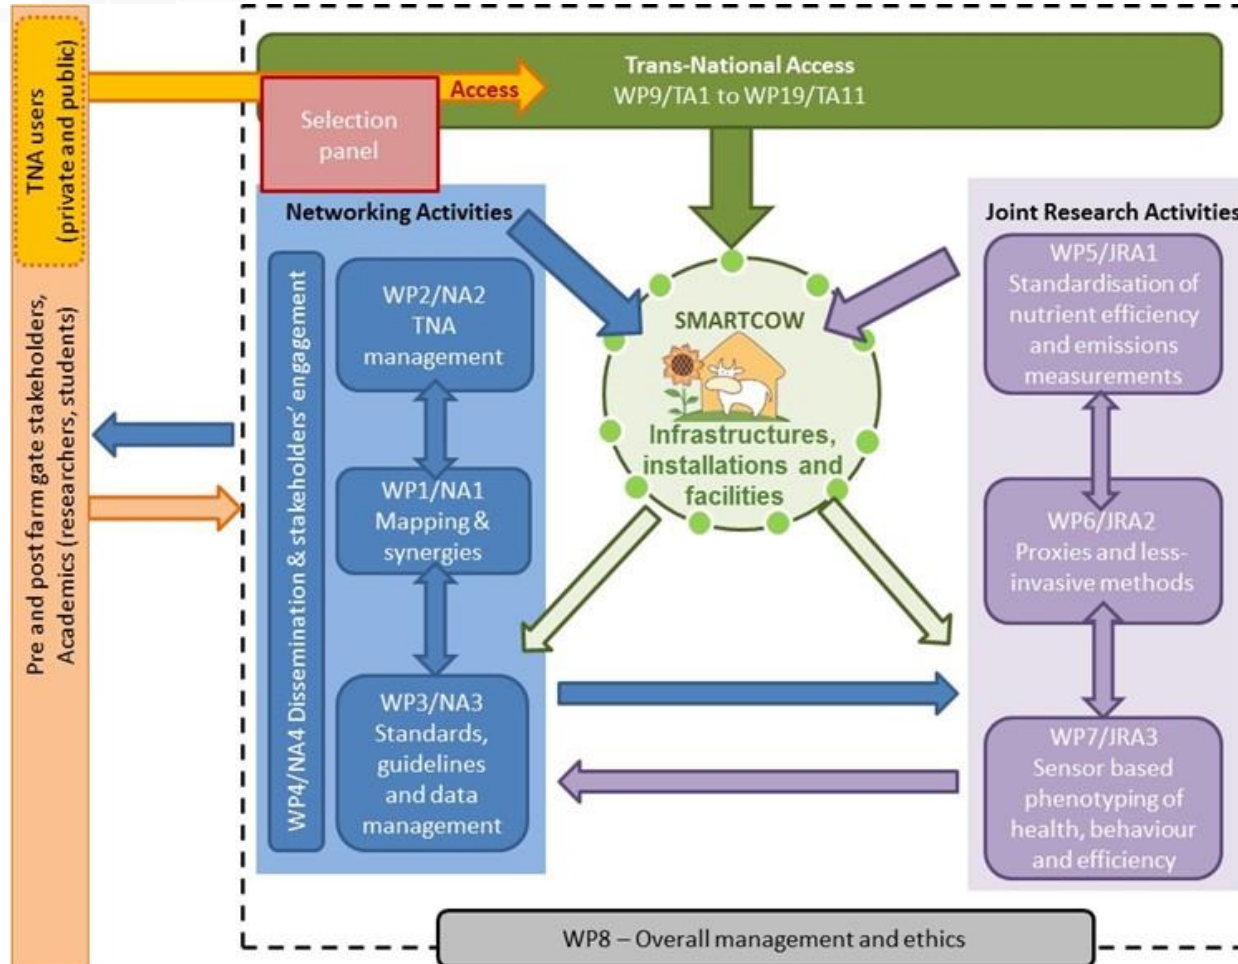 TNA users
(private and public)
Pre and post farm gate stakeholders,
Academics (researchers, students)
Trans-National Access
WP9/TA1 to WP19/TA11
Access
Selection
panel
Networking Activities
WP4/NA4 Dissemination & stakeholders' engagement
WP2/NA2
TNA
management
WP1/NA1
Mapping &
synergies
WP3/NA3
Standards,
guidelines
and data
management
SMARTCOW
Infrastructures,
installations and
facilities
Joint Research Activities
WP5/JRA1
Standardisation of
nutrient efficiency
and emissions
measurements
WP6/JRA2
Proxies and less-
invasive methods
WP7/JRA3
Sensor based
phenotyping of
health, behaviour
and efficiency
WP8 – Overall management and ethics